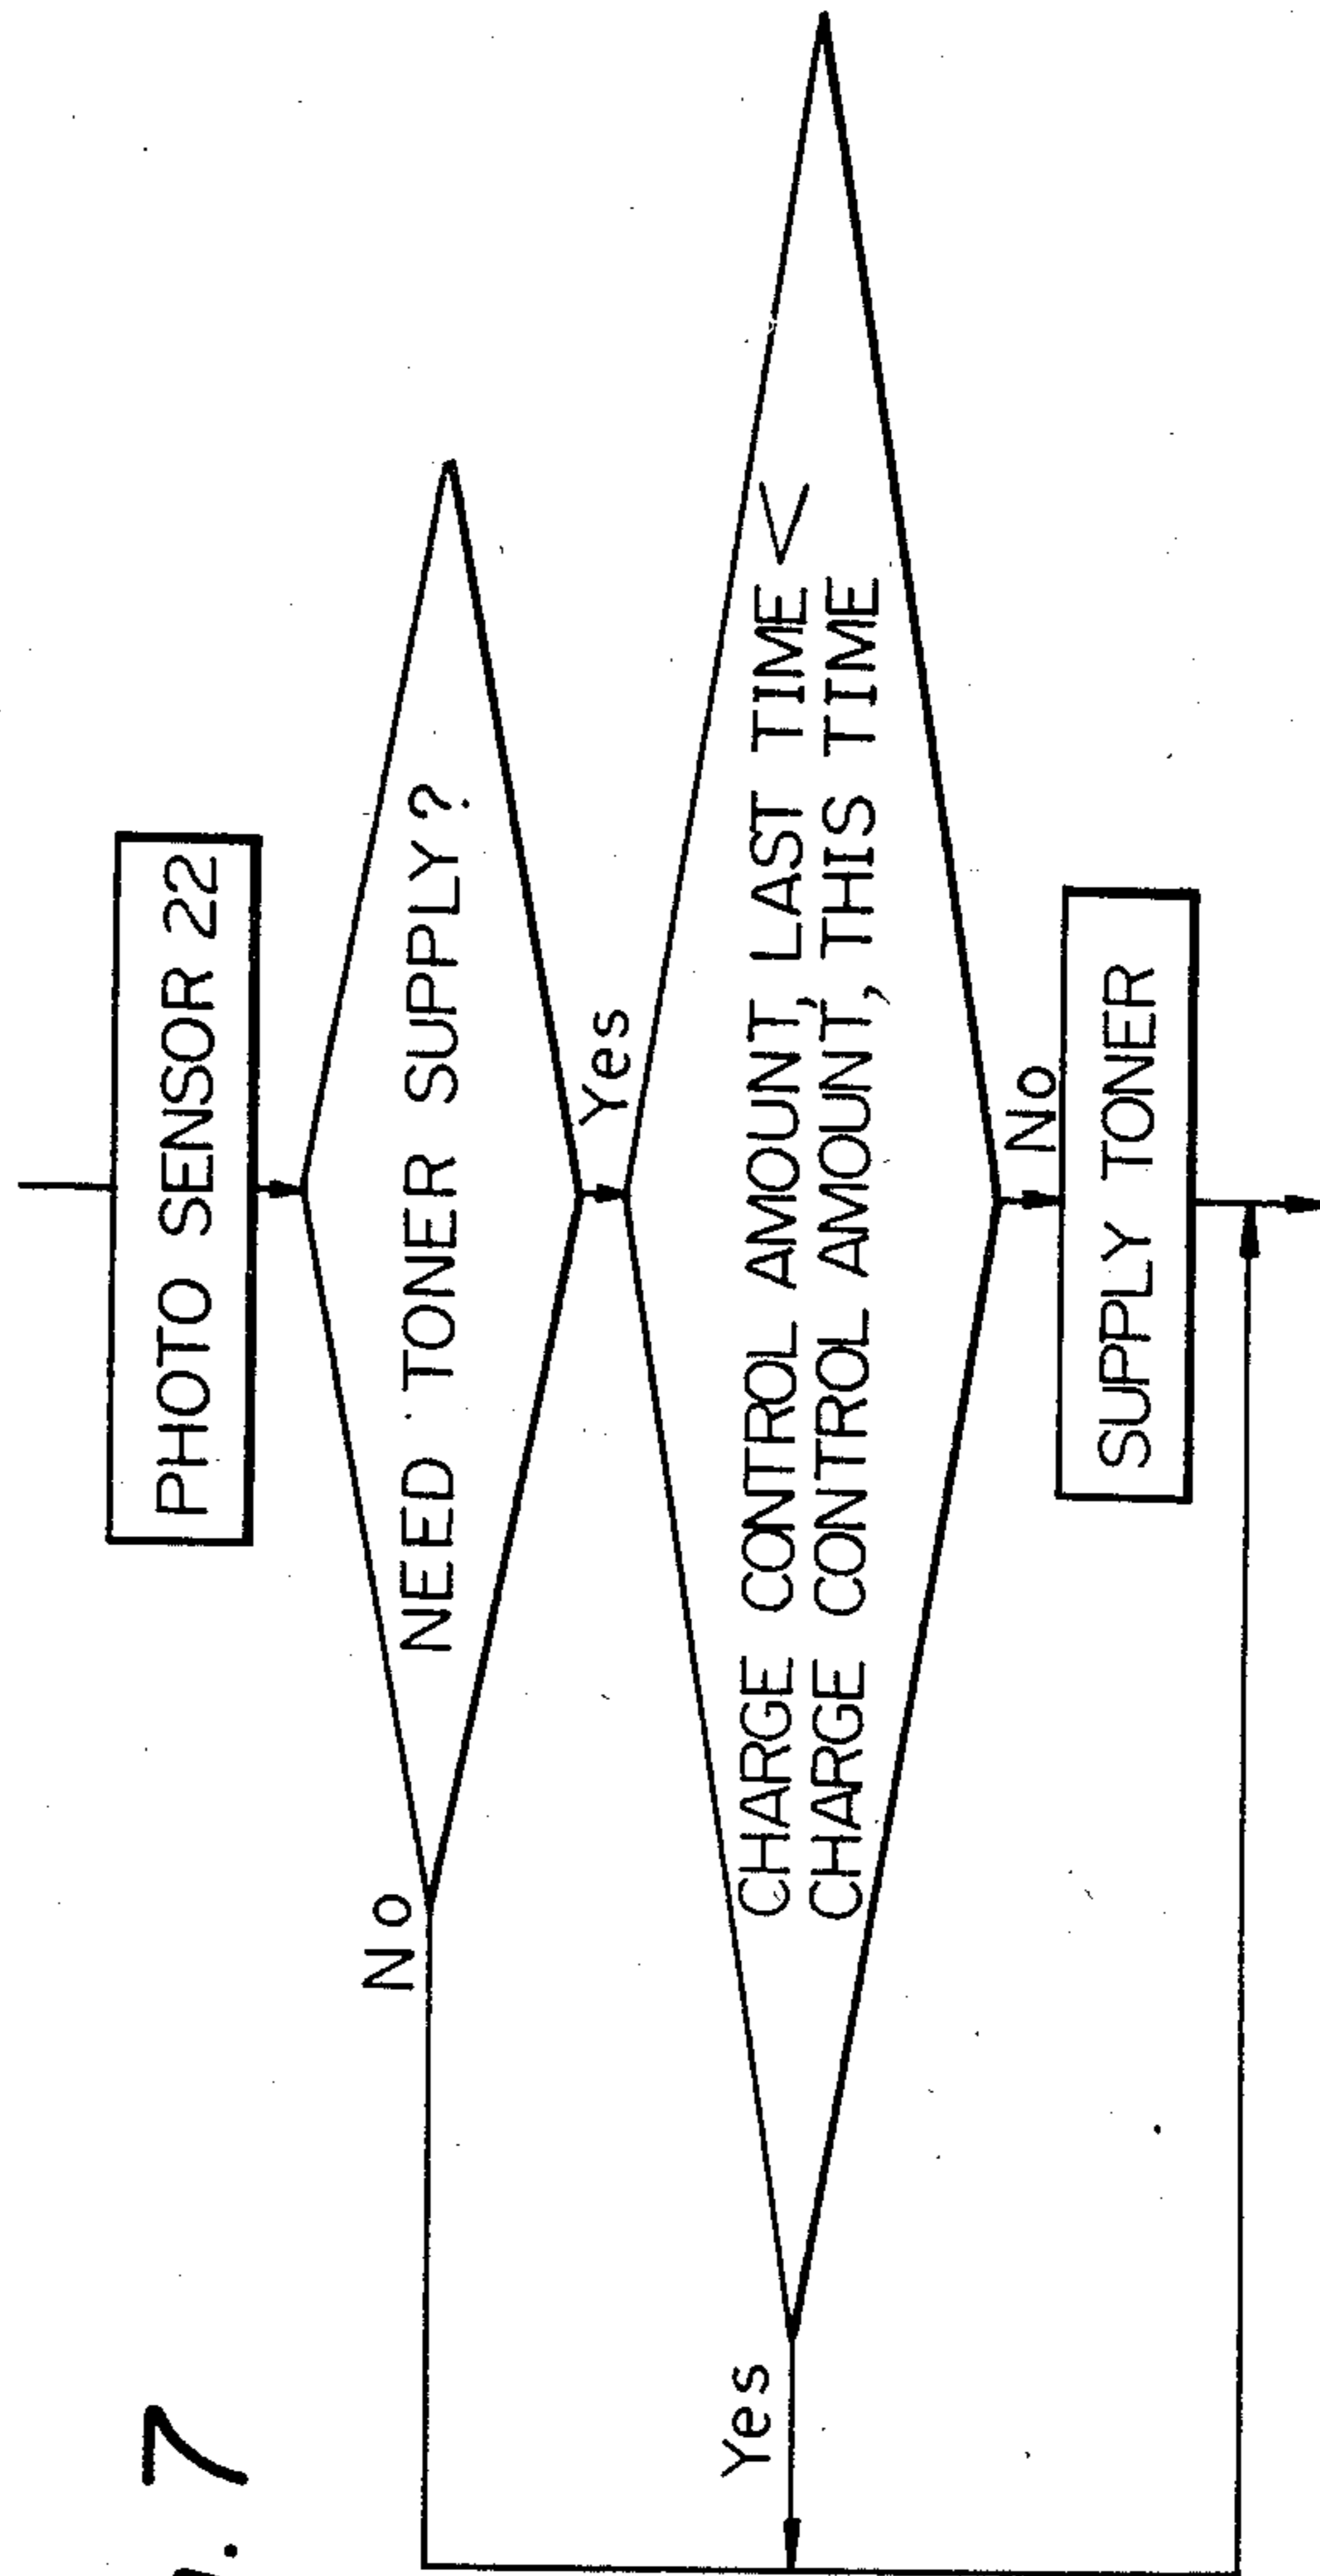 . 7
PHOTO SENSOR 22
NEED TONER SUPPLY?
No
Yes
CHARGE CONTROL AMOUNT, LAST TIME <
CHARGE CONTROL AMOUNT, THIS TIME
Yes
No
SUPPLY TONER